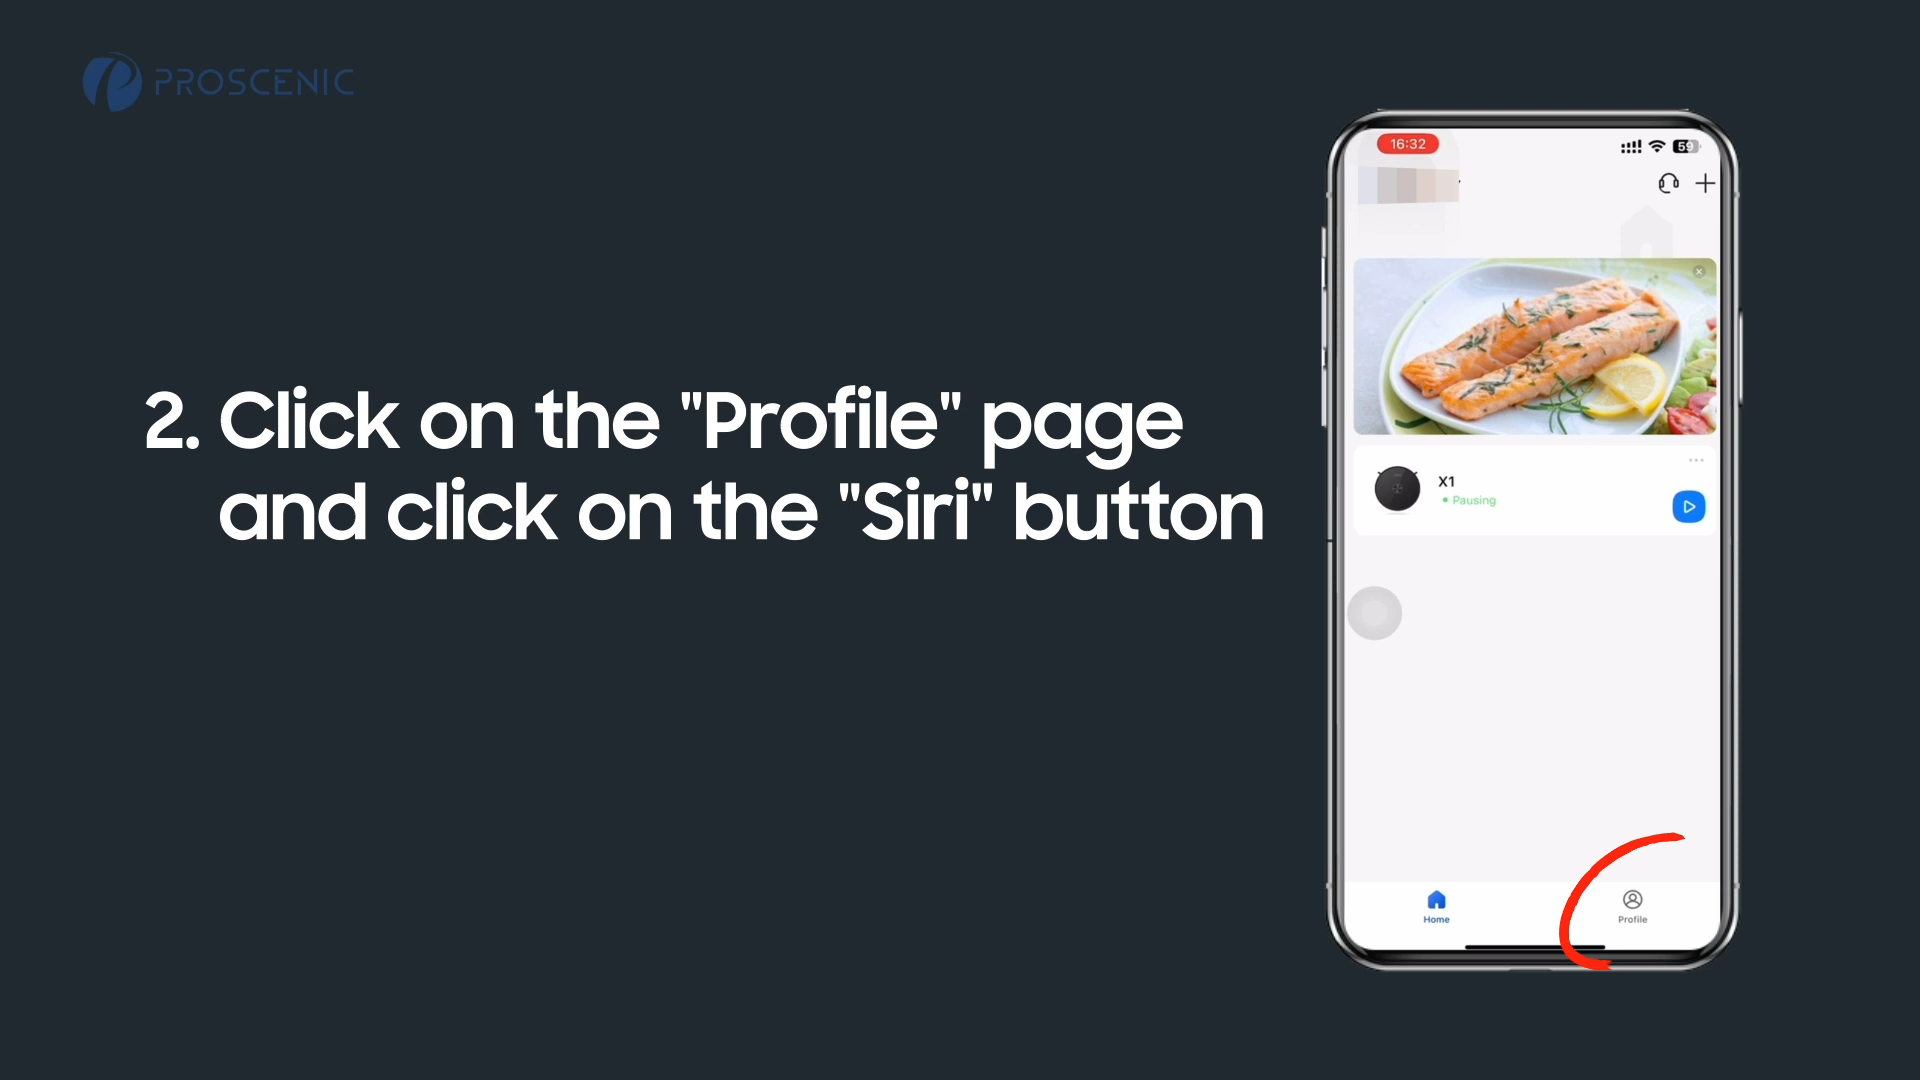 PROSCENIC
2. Click on the "Profile" page
and click on the "Siri" button
16:32
59
X1
Pausing
Home
Profile